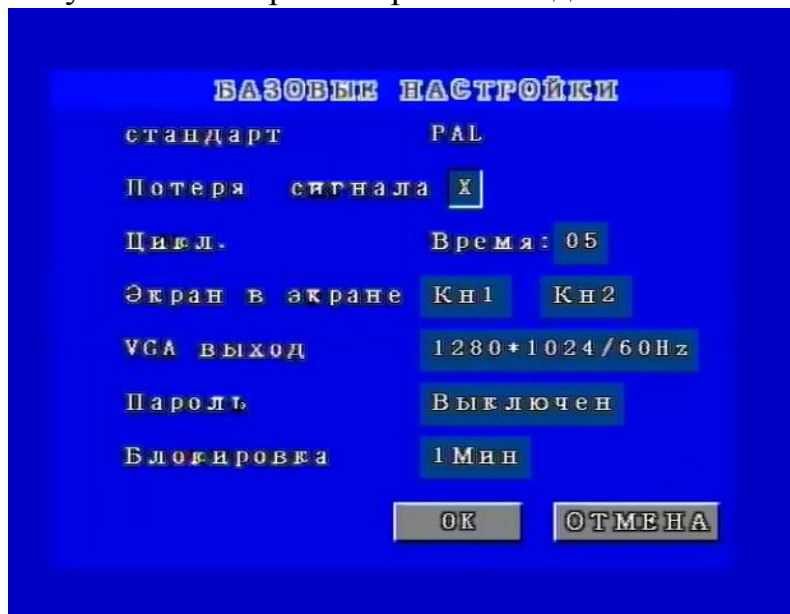 БАЗОВЫЕ НАСТРОЙКИ
стандарт PAL
Потеря сигнала X
Цикл. Время: 05
Экран в экране Кн1 Кн2
VGA выход 1280*1024/60Hz
Пароль Выключен
Блокировка 1Мин
OK ОТМЕНА